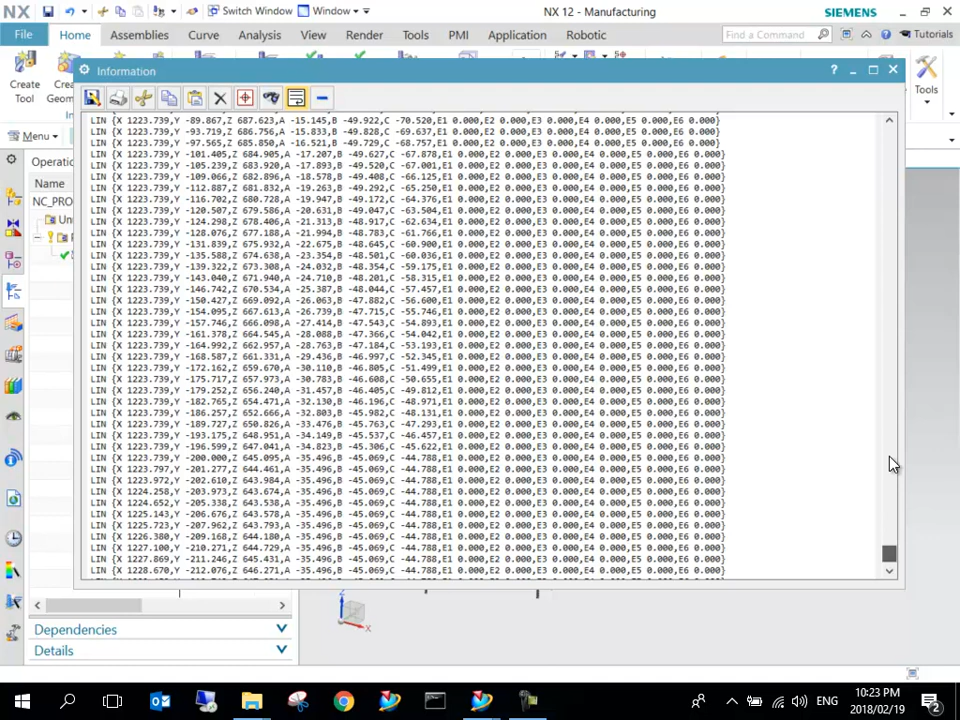 NX
Switch Window
Window
NX 12 - Manufacturing
SIEMENS
File
Home
Assemblies
Curve
Analysis
View
Render
Tools
PMI
Application
Robotic
Find a Command
Tutorials
Create
Tool
Tools
Menu
Information
Operatio
Name
NC_PRO
LIN {X 1223.739,Y -89.867,Z 687.623,A -15.145,B -49.922,C -70.520,E1 0.000,E2 0.000,E3 0.000,E4 0.000,E5 0.000,E6 0.000}
LIN {X 1223.739,Y -93.719,Z 686.756,A -15.833,B -49.828,C -69.637,E1 0.000,E2 0.000,E3 0.000,E4 0.000,E5 0.000,E6 0.000}
LIN {X 1223.739,Y -97.565,Z 685.850,A -16.521,B -49.729,C -68.757,E1 0.000,E2 0.000,E3 0.000,E4 0.000,E5 0.000,E6 0.000}
LIN {X 1223.739,Y -101.405,Z 684.905,A -17.207,B -49.627,C -67.878,E1 0.000,E2 0.000,E3 0.000,E4 0.000,E5 0.000,E6 0.000}
LIN {X 1223.739,Y -105.239,Z 683.920,A -17.893,B -49.520,C -67.001,E1 0.000,E2 0.000,E3 0.000,E4 0.000,E5 0.000,E6 0.000}
LIN {X 1223.739,Y -109.066,Z 682.896,A -18.578,B -49.408,C -66.125,E1 0.000,E2 0.000,E3 0.000,E4 0.000,E5 0.000,E6 0.000}
LIN {X 1223.739,Y -112.887,Z 681.832,A -19.263,B -49.292,C -65.250,E1 0.000,E2 0.000,E3 0.000,E4 0.000,E5 0.000,E6 0.000}
LIN {X 1223.739,Y -116.702,Z 680.728,A -19.947,B -49.172,C -64.376,E1 0.000,E2 0.000,E3 0.000,E4 0.000,E5 0.000,E6 0.000}
LIN {X 1223.739,Y -120.507,Z 679.586,A -20.631,B -49.047,C -63.504,E1 0.000,E2 0.000,E3 0.000,E4 0.000,E5 0.000,E6 0.000}
LIN {X 1223.739,Y -124.298,Z 678.406,A -21.313,B -48.917,C -62.634,E1 0.000,E2 0.000,E3 0.000,E4 0.000,E5 0.000,E6 0.000}
LIN {X 1223.739,Y -128.076,Z 677.188,A -21.994,B -48.783,C -61.766,E1 0.000,E2 0.000,E3 0.000,E4 0.000,E5 0.000,E6 0.000}
LIN {X 1223.739,Y -131.839,Z 675.932,A -22.675,B -48.645,C -60.900,E1 0.000,E2 0.000,E3 0.000,E4 0.000,E5 0.000,E6 0.000}
LIN {X 1223.739,Y -135.588,Z 674.638,A -23.354,B -48.501,C -60.036,E1 0.000,E2 0.000,E3 0.000,E4 0.000,E5 0.000,E6 0.000}
LIN {X 1223.739,Y -139.322,Z 673.308,A -24.032,B -48.354,C -59.175,E1 0.000,E2 0.000,E3 0.000,E4 0.000,E5 0.000,E6 0.000}
LIN {X 1223.739,Y -143.040,Z 671.940,A -24.710,B -48.201,C -58.315,E1 0.000,E2 0.000,E3 0.000,E4 0.000,E5 0.000,E6 0.000}
LIN {X 1223.739,Y -146.742,Z 670.534,A -25.387,B -48.044,C -57.457,E1 0.000,E2 0.000,E3 0.000,E4 0.000,E5 0.000,E6 0.000}
LIN {X 1223.739,Y -150.427,Z 669.092,A -26.063,B -47.882,C -56.600,E1 0.000,E2 0.000,E3 0.000,E4 0.000,E5 0.000,E6 0.000}
LIN {X 1223.739,Y -154.095,Z 667.613,A -26.739,B -47.715,C -55.746,E1 0.000,E2 0.000,E3 0.000,E4 0.000,E5 0.000,E6 0.000}
LIN {X 1223.739,Y -157.746,Z 666.098,A -27.414,B -47.543,C -54.893,E1 0.000,E2 0.000,E3 0.000,E4 0.000,E5 0.000,E6 0.000}
LIN {X 1223.739,Y -161.378,Z 664.545,A -28.088,B -47.366,C -54.042,E1 0.000,E2 0.000,E3 0.000,E4 0.000,E5 0.000,E6 0.000}
LIN {X 1223.739,Y -164.992,Z 662.957,A -28.763,B -47.184,C -53.193,E1 0.000,E2 0.000,E3 0.000,E4 0.000,E5 0.000,E6 0.000}
LIN {X 1223.739,Y -168.587,Z 661.331,A -29.436,B -46.997,C -52.345,E1 0.000,E2 0.000,E3 0.000,E4 0.000,E5 0.000,E6 0.000}
LIN {X 1223.739,Y -172.162,Z 659.670,A -30.110,B -46.805,C -51.499,E1 0.000,E2 0.000,E3 0.000,E4 0.000,E5 0.000,E6 0.000}
LIN {X 1223.739,Y -175.717,Z 657.973,A -30.783,B -46.608,C -50.655,E1 0.000,E2 0.000,E3 0.000,E4 0.000,E5 0.000,E6 0.000}
LIN {X 1223.739,Y -179.252,Z 656.240,A -31.457,B -46.405,C -49.812,E1 0.000,E2 0.000,E3 0.000,E4 0.000,E5 0.000,E6 0.000}
LIN {X 1223.739,Y -182.765,Z 654.471,A -32.130,B -46.196,C -48.971,E1 0.000,E2 0.000,E3 0.000,E4 0.000,E5 0.000,E6 0.000}
LIN {X 1223.739,Y -186.257,Z 652.666,A -32.803,B -45.982,C -48.131,E1 0.000,E2 0.000,E3 0.000,E4 0.000,E5 0.000,E6 0.000}
LIN {X 1223.739,Y -189.727,Z 650.826,A -33.476,B -45.763,C -47.293,E1 0.000,E2 0.000,E3 0.000,E4 0.000,E5 0.000,E6 0.000}
LIN {X 1223.739,Y -193.175,Z 648.951,A -34.149,B -45.537,C -46.457,E1 0.000,E2 0.000,E3 0.000,E4 0.000,E5 0.000,E6 0.000}
LIN {X 1223.739,Y -196.599,Z 647.041,A -34.823,B -45.306,C -45.622,E1 0.000,E2 0.000,E3 0.000,E4 0.000,E5 0.000,E6 0.000}
LIN {X 1223.739,Y -200.000,Z 645.095,A -35.496,B -45.069,C -44.788,E1 0.000,E2 0.000,E3 0.000,E4 0.000,E5 0.000,E6 0.000}
LIN {X 1223.797,Y -201.277,Z 644.461,A -35.496,B -45.069,C -44.788,E1 0.000,E2 0.000,E3 0.000,E4 0.000,E5 0.000,E6 0.000}
LIN {X 1223.972,Y -202.610,Z 643.984,A -35.496,B -45.069,C -44.788,E1 0.000,E2 0.000,E3 0.000,E4 0.000,E5 0.000,E6 0.000}
LIN {X 1224.258,Y -203.973,Z 643.674,A -35.496,B -45.069,C -44.788,E1 0.000,E2 0.000,E3 0.000,E4 0.000,E5 0.000,E6 0.000}
LIN {X 1224.652,Y -205.338,Z 643.538,A -35.496,B -45.069,C -44.788,E1 0.000,E2 0.000,E3 0.000,E4 0.000,E5 0.000,E6 0.000}
LIN {X 1225.143,Y -206.676,Z 643.578,A -35.496,B -45.069,C -44.788,E1 0.000,E2 0.000,E3 0.000,E4 0.000,E5 0.000,E6 0.000}
LIN {X 1225.723,Y -207.962,Z 643.793,A -35.496,B -45.069,C -44.788,E1 0.000,E2 0.000,E3 0.000,E4 0.000,E5 0.000,E6 0.000}
LIN {X 1226.380,Y -209.168,Z 644.180,A -35.496,B -45.069,C -44.788,E1 0.000,E2 0.000,E3 0.000,E4 0.000,E5 0.000,E6 0.000}
LIN {X 1227.100,Y -210.271,Z 644.729,A -35.496,B -45.069,C -44.788,E1 0.000,E2 0.000,E3 0.000,E4 0.000,E5 0.000,E6 0.000}
LIN {X 1227.869,Y -211.246,Z 645.431,A -35.496,B -45.069,C -44.788,E1 0.000,E2 0.000,E3 0.000,E4 0.000,E5 0.000,E6 0.000}
LIN {X 1228.670,Y -212.076,Z 646.271,A -35.496,B -45.069,C -44.788,E1 0.000,E2 0.000,E3 0.000,E4 0.000,E5 0.000,E6 0.000}
Dependencies
Details
Z
X
ENG
10:23 PM
2018/02/19
2